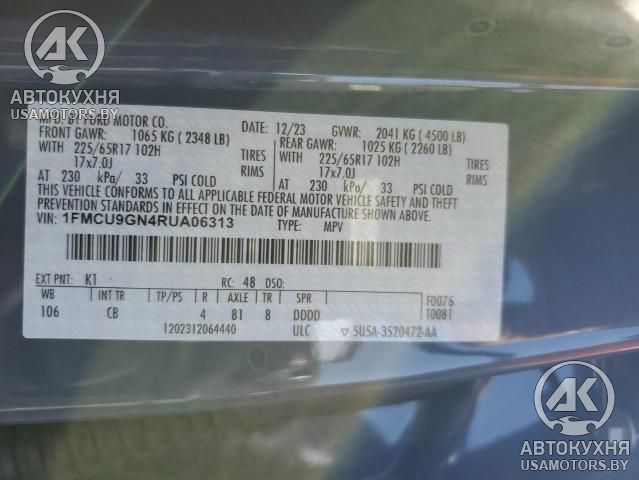 АК
АВТОКУХНЯ
USAMOTORS.BY
MFD. BY FORD MOTOR CO. 12/23 GVWR: 2041 KG ( 4500 LB)
FRONT GAWR: 1065 KG ( 2348 LB) REAR GAWR: 1025 KG ( 2260 LB)
WITH 225/65R17 102H TIRES WITH 225/65R17 102H TIRES
17x7.0J RIMS 17x7.0J RIMS
AT 230 kPa/ 33 PSI COLD AT 230 kPa/ 33 PSI COLD
THIS VEHICLE CONFORMS TO ALL APPLICABLE FEDERAL MOTOR VEHICLE SAFETY AND THEFT
PREVENTION STANDARDS IN EFFECT ON THE DATE OF MANUFACTURE SHOWN ABOVE.
VIN: 1FMCU9GN4RUA06313 TYPE: MPV
EXT PNT: K1 RC: 48 DSO: F0076
WB INT TR TP/PS R AXLE TR SPR T0081
106 CB 4 81 8 DDDD
1202312064440 ULC ▽ 5U5A-3520472-AA
АК
АВТОКУХНЯ
USAMOTORS.BY